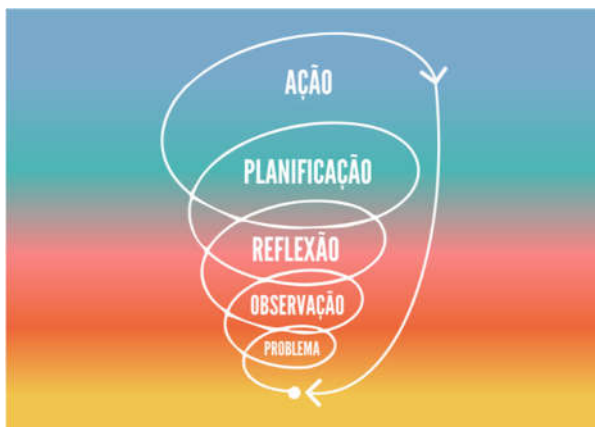 AÇÃO
PLANIFICAÇÃO
REFLEXÃO
OBSERVAÇÃO
PROBLEMA